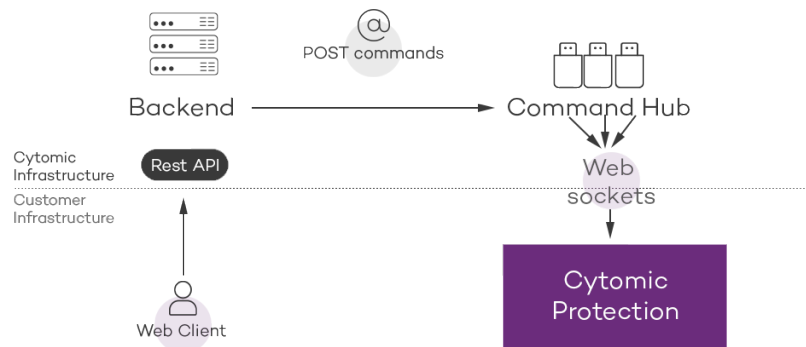 @
POST commands
Backend
Command Hub
Cytomic
Infrastructure
Rest API
Web
sockets
Customer
Infrastructure
Cytomic
Protection
Web Client